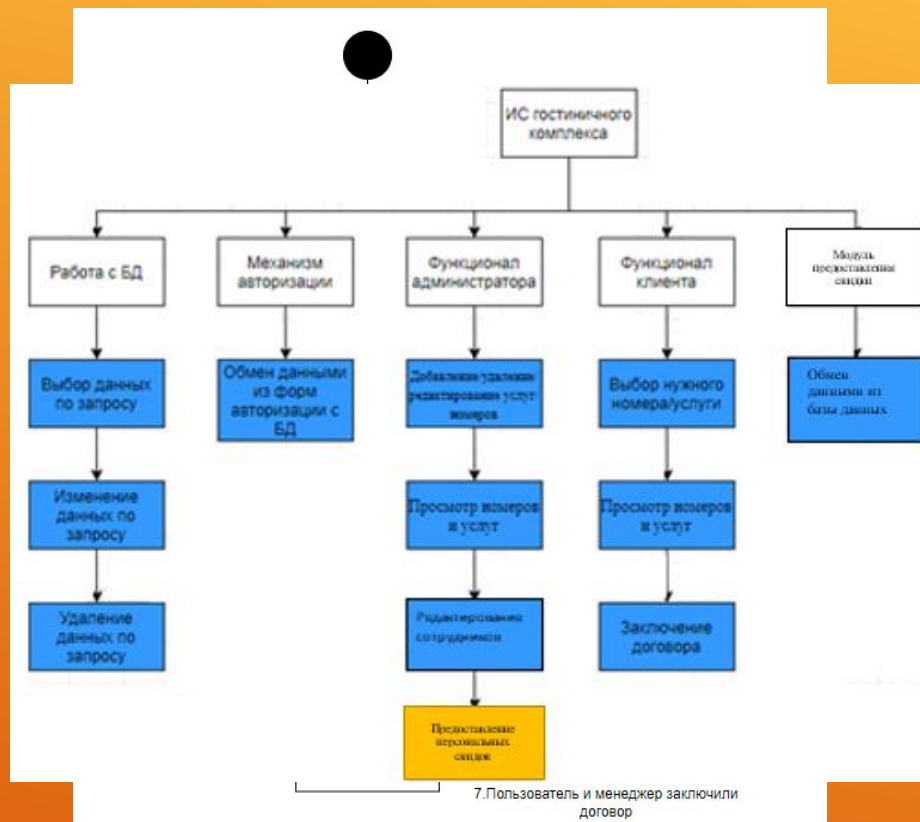 ИС гостиничного
комплекса
Работа с БД
Механизм
авторизации
Функционал
администратора
Функционал
клиента
Модуль
предоставления
скидки
Выбор данных
по запросу
Обмен данными
из форм
авторизации с
БД
Добавление/удаление
редактирование услуг
номеров
Выбор нужного
номера/услуги
Обмен
данными из
базы данных
Изменение
данных по
запросу
Просмотр номеров
и услуг
Просмотр номеров
и услуг
Удаление
данных по
запросу
Редактирование
сотрудников
Заключение
договора
Предоставление
персональных
скидок
7.Пользователь и менеджер заключили
договор